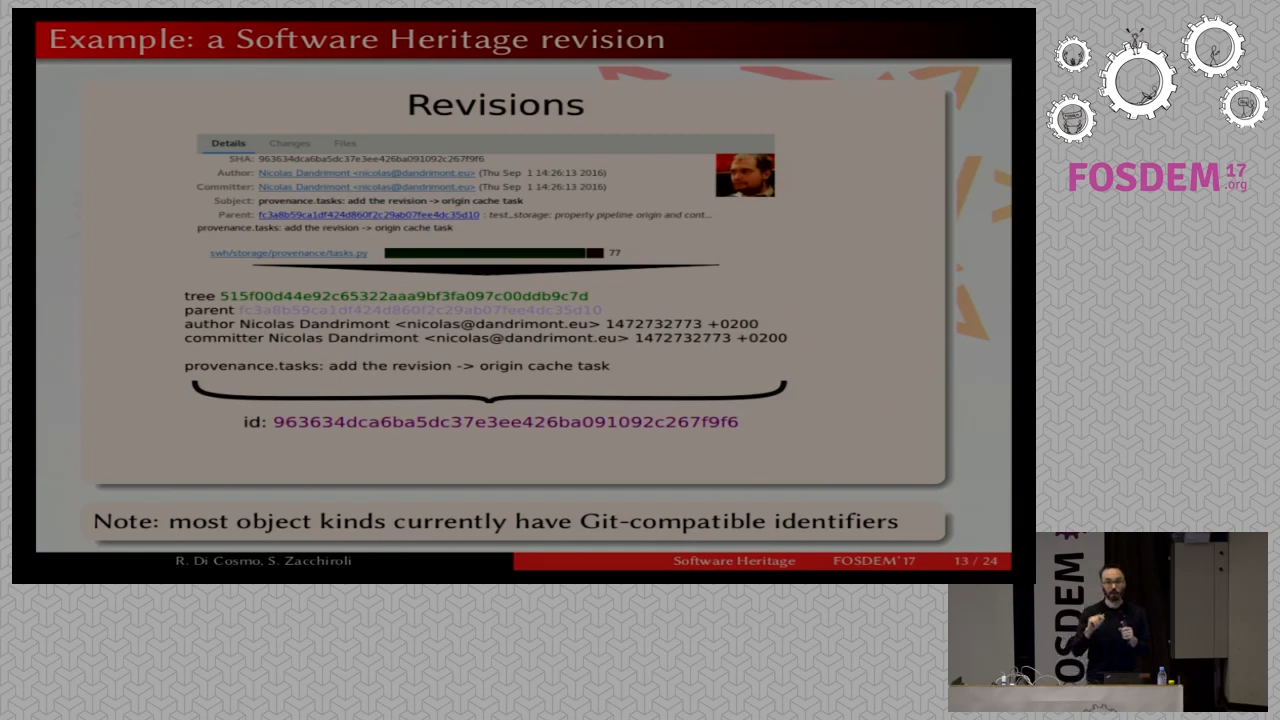 Example: a Software Heritage revision
Revisions
Details Changes Files
SHA: 963634dca6ba5dc37e3ee426ba091092c267f9f6
Author: Nicolas Dandrimont <nicolas@dandrimont.eu> (Thu Sep 1 14:26:13 2016)
Committer: Nicolas Dandrimont <nicolas@dandrimont.eu> (Thu Sep 1 14:26:13 2016)
Subject: provenance.tasks: add the revision -> origin cache task
Parent: fc3a8b59ca1df424d860f2c29ab07fee4dc35d10 : test_storage: properly pipeline origin and cont...
provenance.tasks: add the revision -> origin cache task
swh/storage/provenance/tasks.py 77
tree 515f00d44e92c65322aaa9bf3fa097c00ddb9c7d
parent fc3a8b59ca1df424d860f2c29ab07fee4dc35d10
author Nicolas Dandrimont <nicolas@dandrimont.eu> 1472732773 +0200
committer Nicolas Dandrimont <nicolas@dandrimont.eu> 1472732773 +0200
provenance.tasks: add the revision -> origin cache task
id: 963634dca6ba5dc37e3ee426ba091092c267f9f6
Note: most object kinds currently have Git-compatible identifiers
R. Di Cosmo, S. Zacchiroli Software Heritage FOSDEM'17 13 / 24
FOSDEM 17 .org
OSDEM